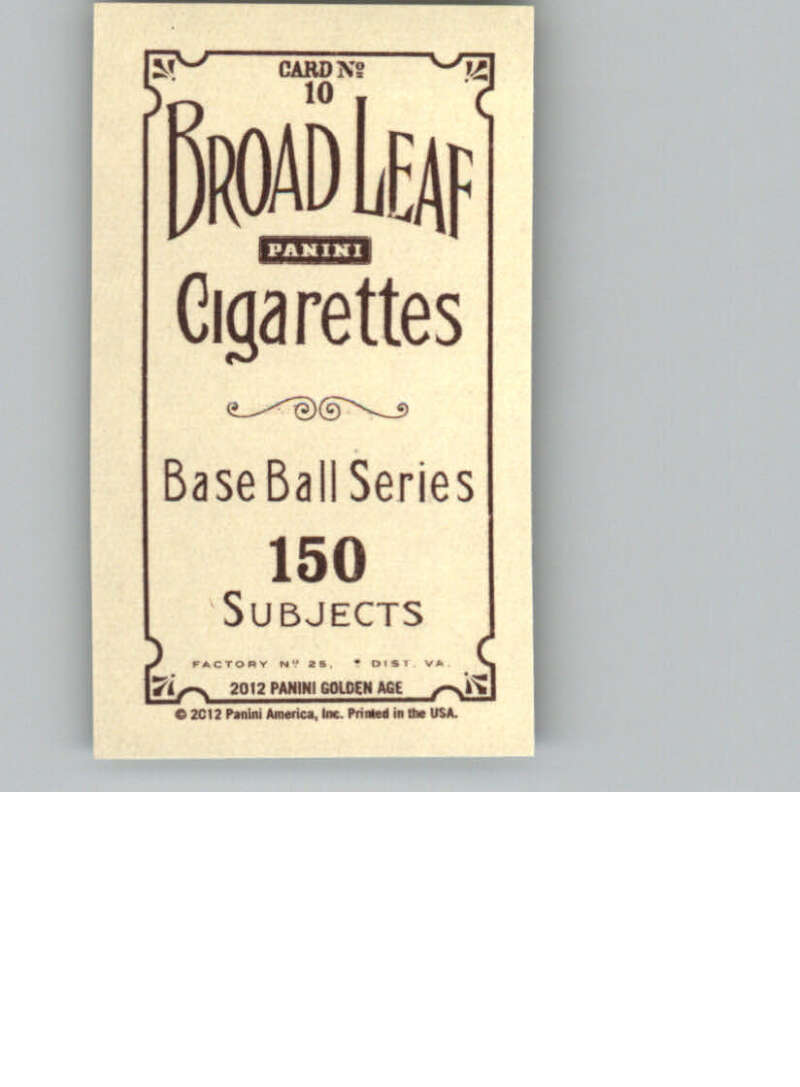 CARD Nº
10
BROAD LEAF
PANINI
Cigarettes
Base Ball Series
150
SUBJECTS
FACTORY Nº 25, DIST. VA.
2012 PANINI GOLDEN AGE
© 2012 Panini America, Inc. Printed in the USA.